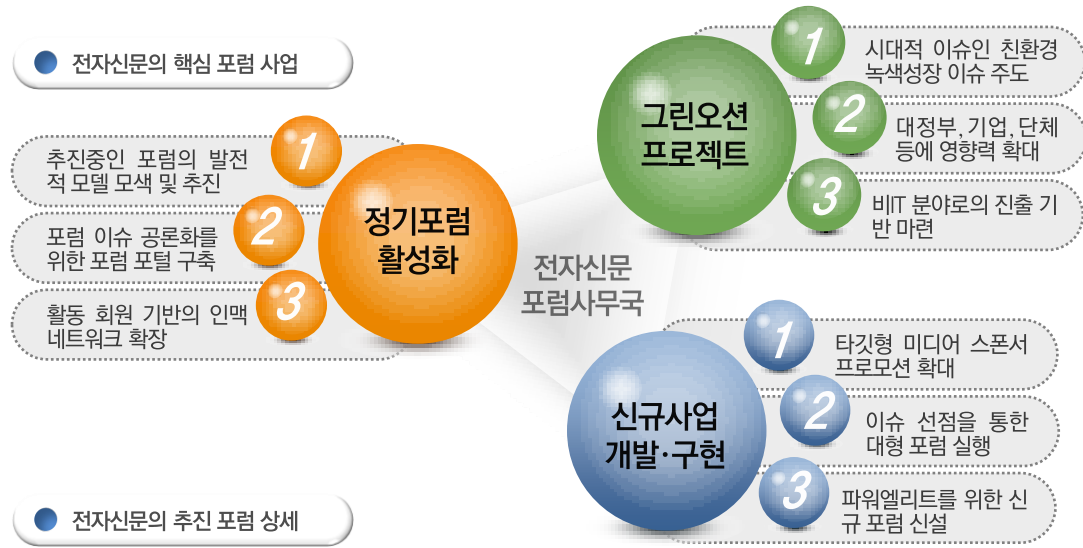 전자신문의 핵심 포럼 사업
정기포럼
활성화
1
추진중인 포럼의 발전
적 모델 모색 및 추진
2
포럼 이슈 공론화를
위한 포럼 포털 구축
3
활동 회원 기반의 인맥
네트워크 확장
전자신문
포럼사무국
그린오션
프로젝트
1
시대적 이슈인 친환경
녹색성장 이슈 주도
2
대정부, 기업, 단체
등에 영향력 확대
3
비IT 분야로의 진출 기
반 마련
신규사업
개발·구현
1
타깃형 미디어 스폰서
프로모션 확대
2
이슈 선점을 통한
대형 포럼 실행
3
파워엘리트를 위한 신
규 포럼 신설
전자신문의 추진 포럼 상세